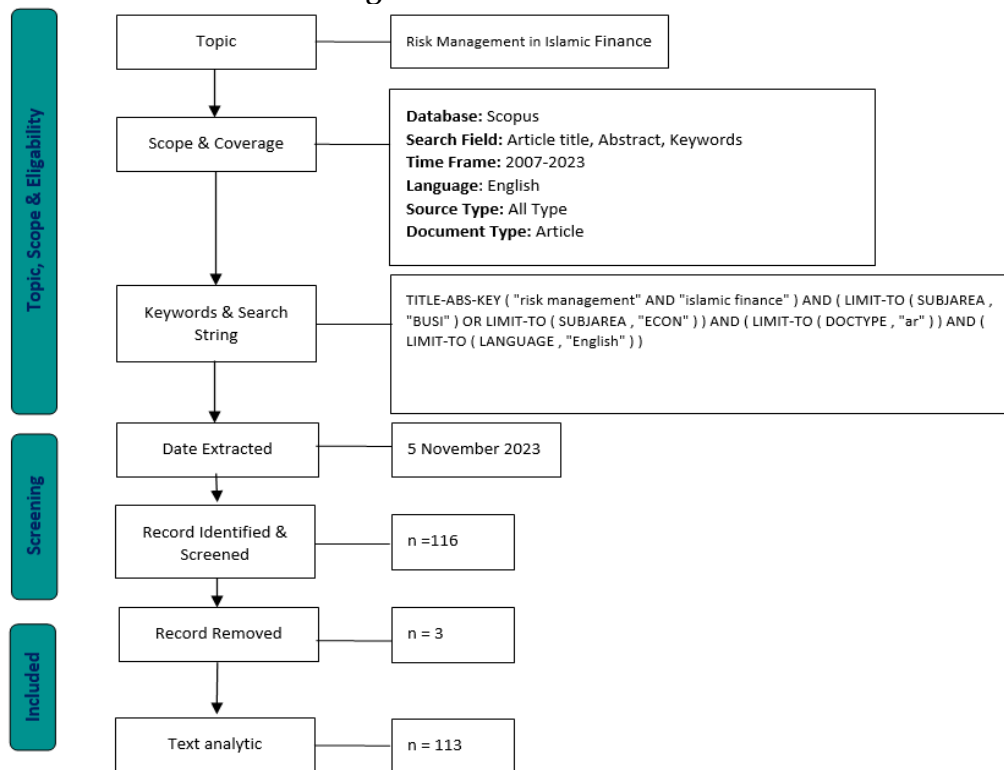 Topic, Scope & Eligability
Topic
Risk Management in Islamic Finance
Scope & Coverage
Database: Scopus
Search Field: Article title, Abstract, Keywords
Time Frame: 2007-2023
Language: English
Source Type: All Type
Document Type: Article
Keywords & Search
String
TITLE-ABS-KEY ( "risk management" AND "islamic finance" ) AND ( LIMIT-TO ( SUBJAREA ,
"BUSI" ) OR LIMIT-TO ( SUBJAREA , "ECON" ) ) AND ( LIMIT-TO ( DOCTYPE , "ar" ) ) AND (
LIMIT-TO ( LANGUAGE , "English" ) )
Screening
Date Extracted
5 November 2023
Record Identified &
Screened
n =116
Included
Record Removed
n = 3
Text analytic
n = 113